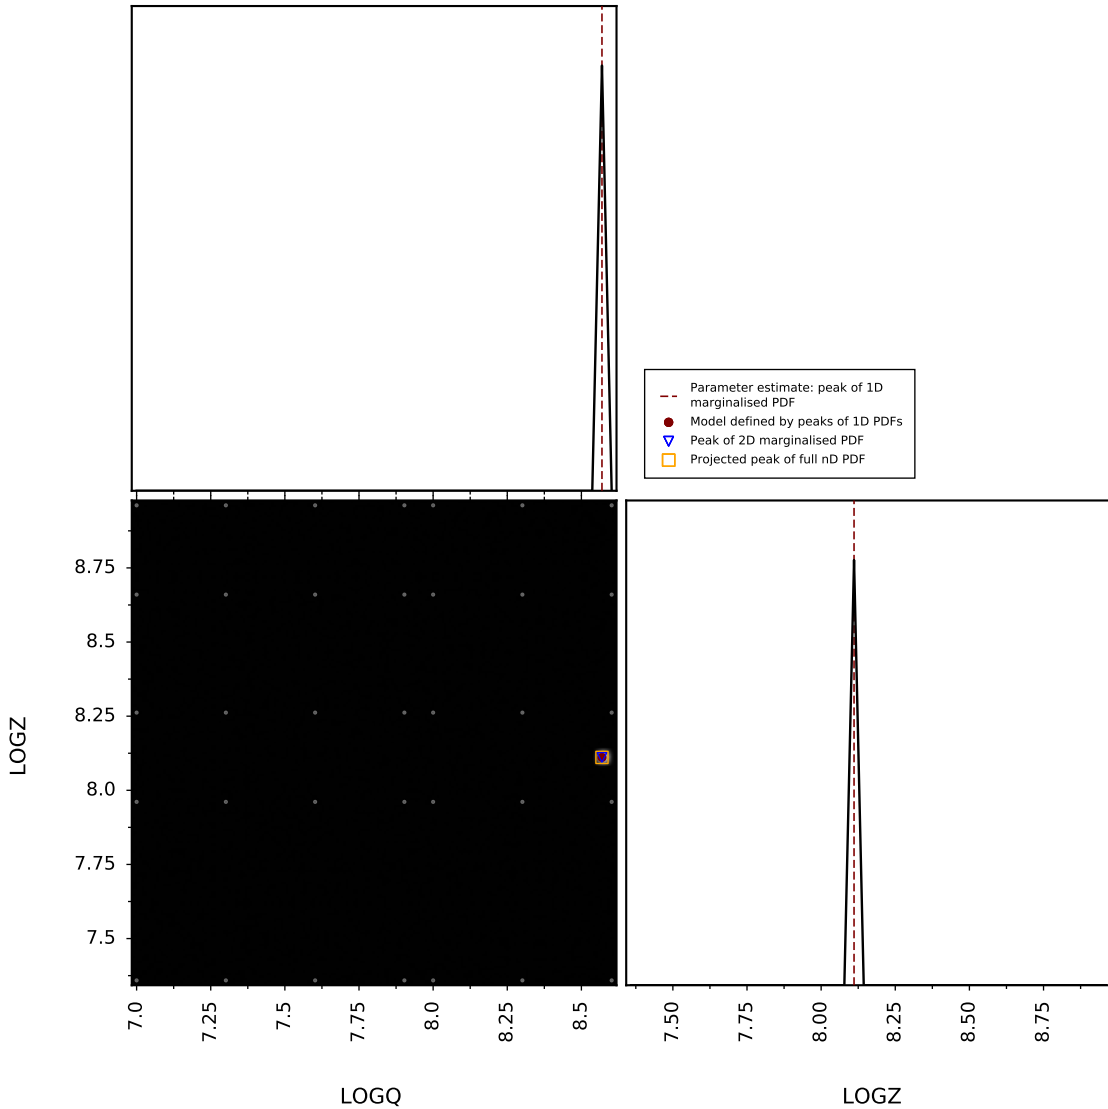 Parameter estimate: peak of 1D
marginalised PDF
Model defined by peaks of 1D PDFs
Peak of 2D marginalised PDF
Projected peak of full nD PDF
LOGZ
8.75
8.5
8.25
8.0
7.75
7.5
7.0
7.25
7.5
7.75
8.0
8.25
8.5
LOGQ
7.50
7.75
8.00
8.25
8.50
8.75
LOGZ